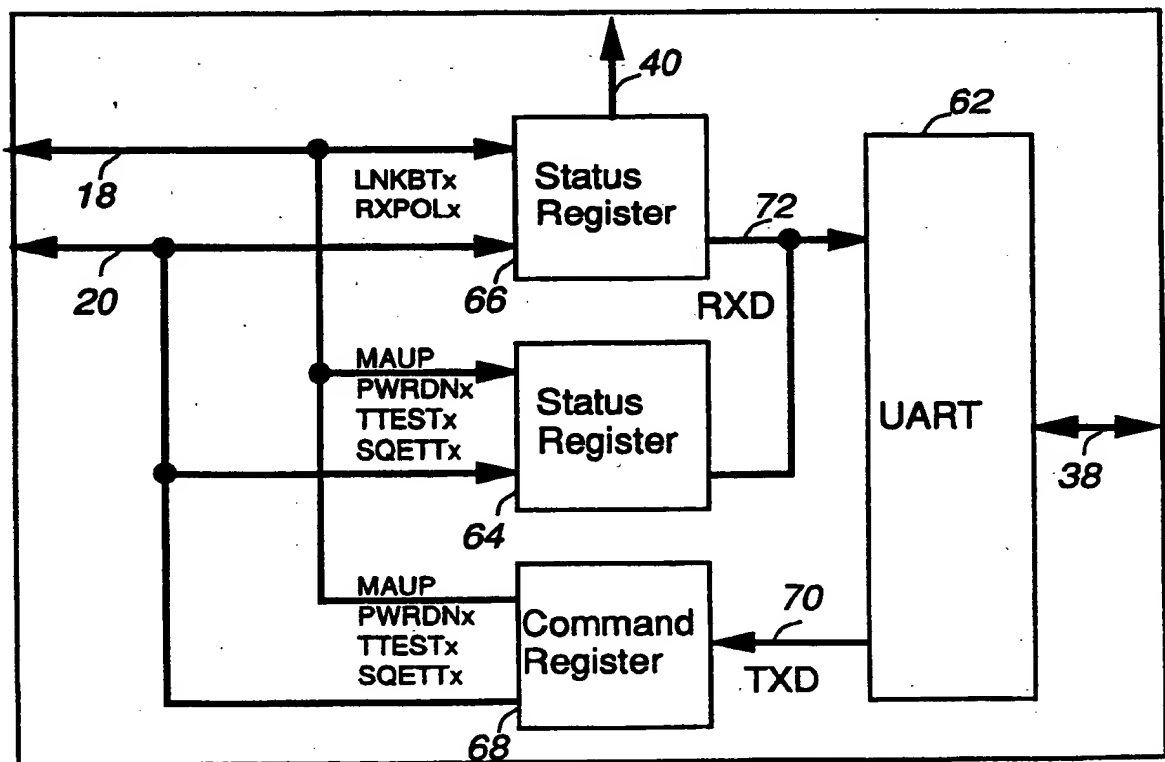 40
62
18
LNKBTx
RXPOLx
Status
Register
72
20
66
RXD
MAUP
PWRDNx
TTESTx
SQETTx
Status
Register
UART
38
64
MAUP
PWRDNx
TTESTx
SQETTx
Command
Register
70
TXD
68